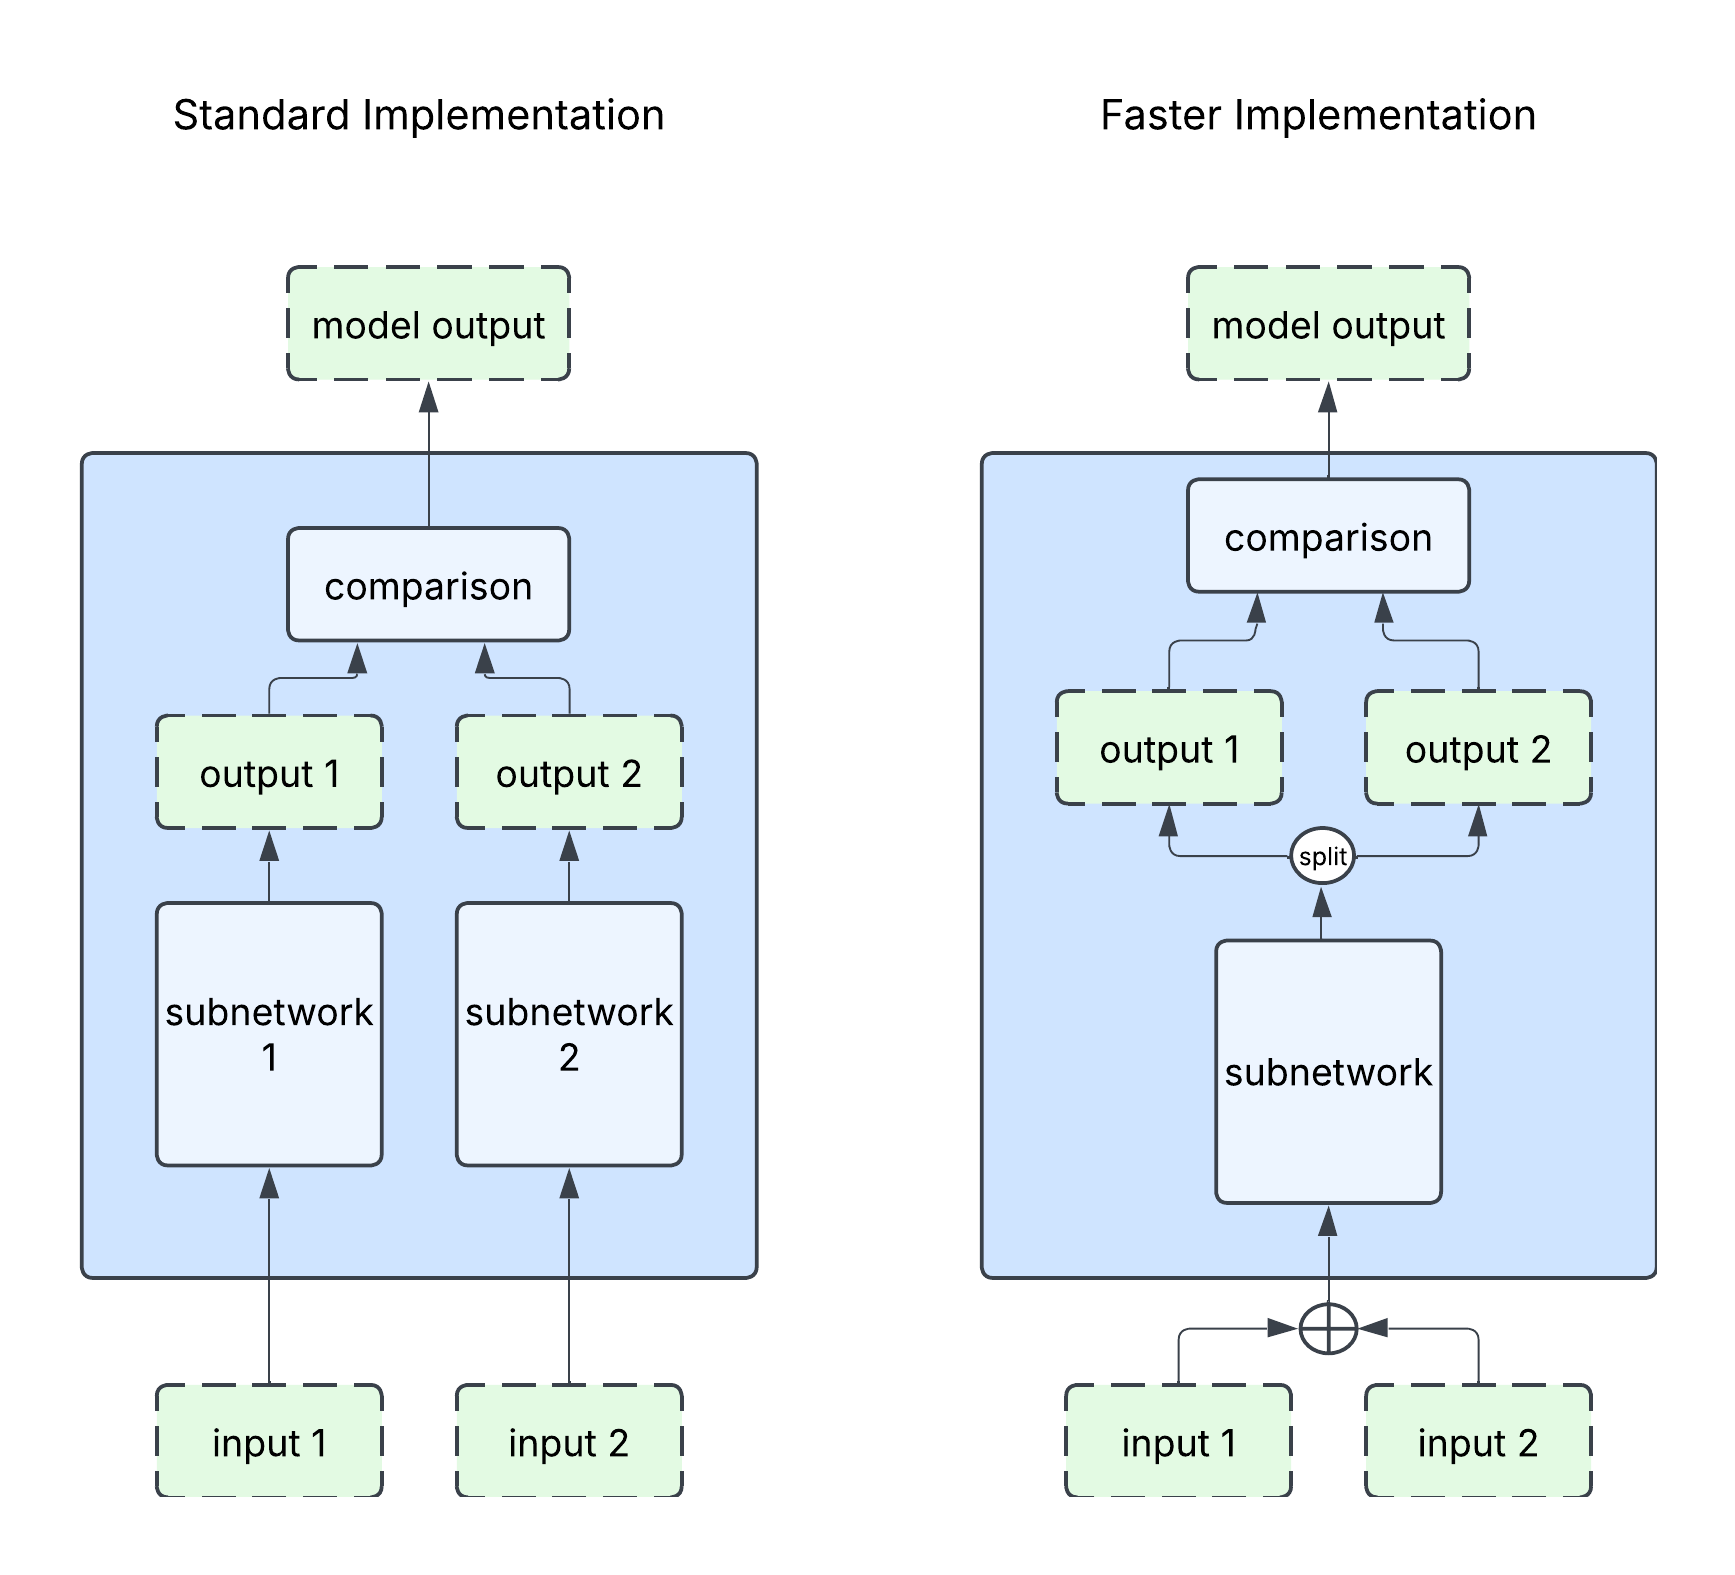 Standard Implementation
model output
comparison
output 1
output 2
subnetwork
1
subnetwork
2
input 1
input 2
Faster Implementation
model output
comparison
output 1
output 2
split
subnetwork
input 1
input 2